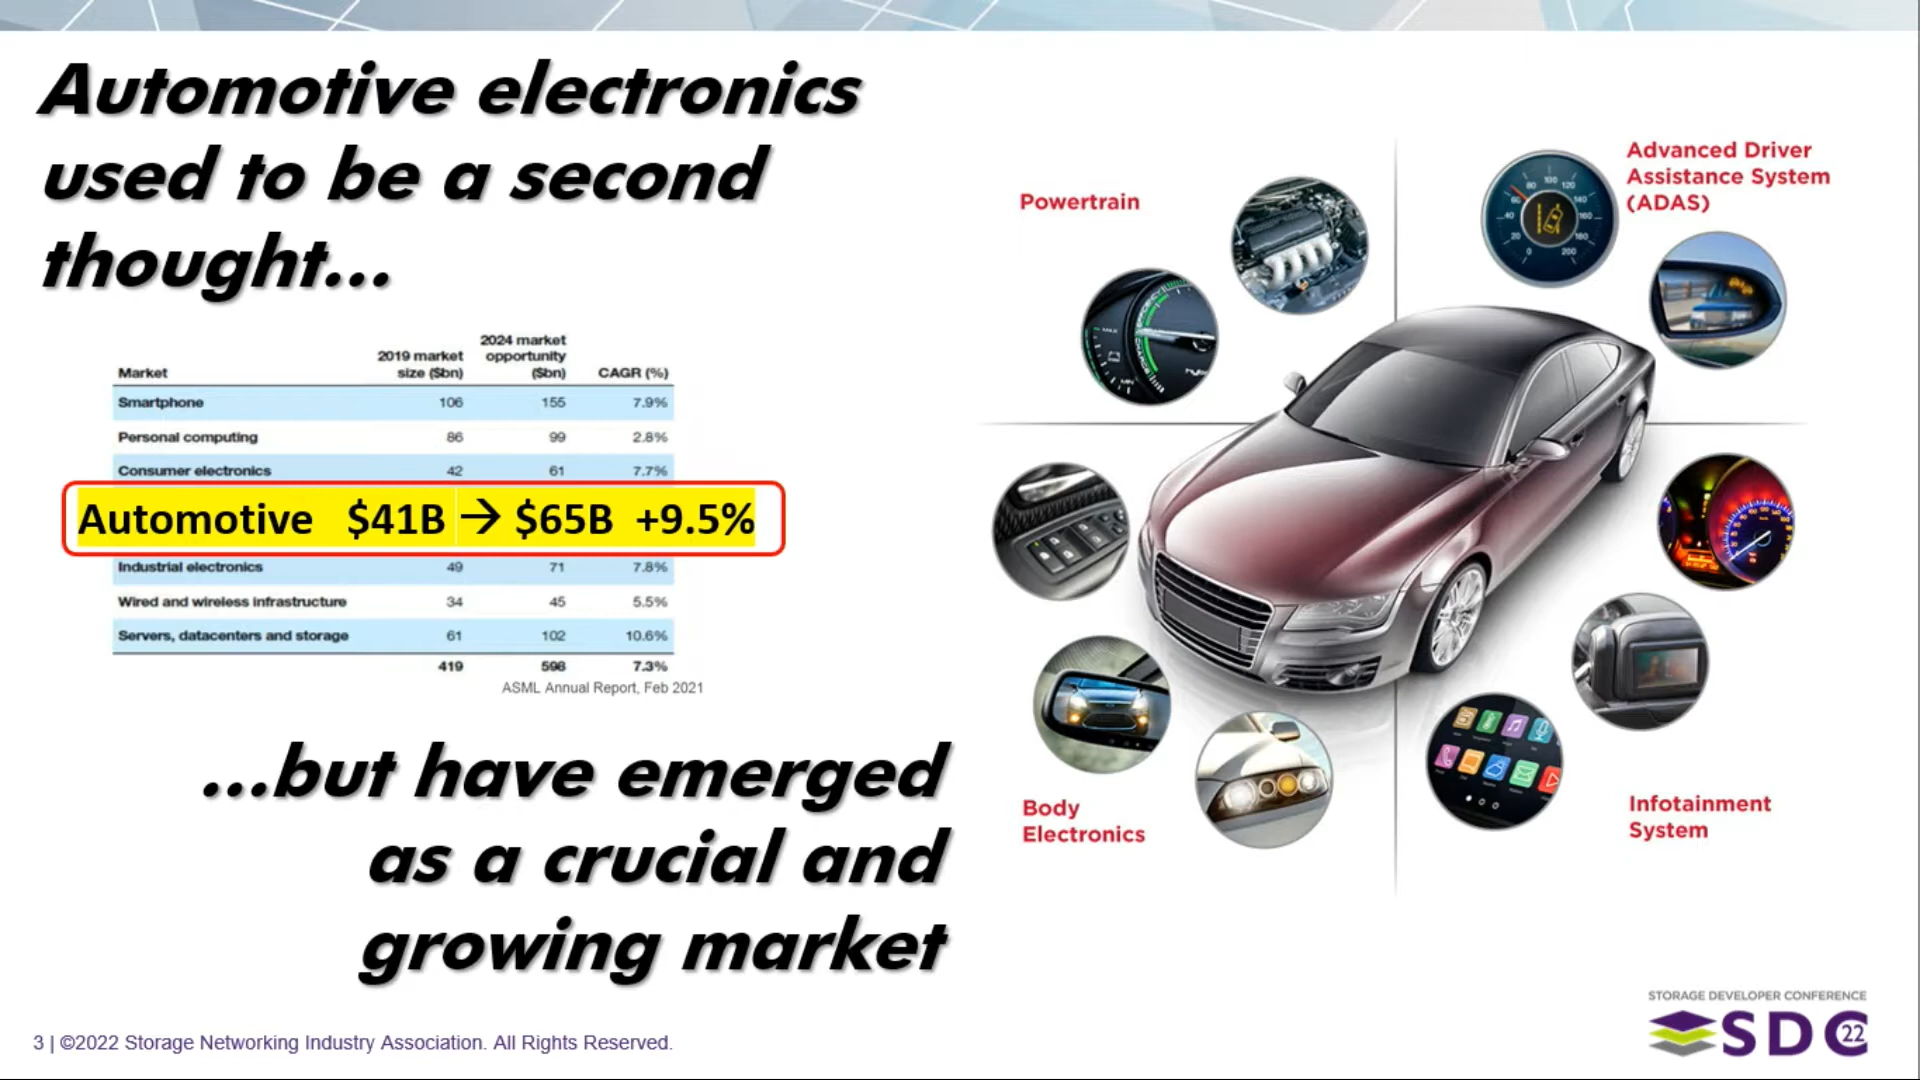 Automotive electronics
used to be a second
thought...
Market 2019 market size ($bn) 2024 market opportunity ($bn) CAGR (%)
Smartphone 106 155 7.9%
Personal computing 86 99 2.8%
Consumer electronics 42 61 7.7%
Automotive $41B → $65B +9.5%
Industrial electronics 49 71 7.8%
Wired and wireless infrastructure 34 45 5.5%
Servers, datacenters and storage 61 102 10.6%
419 598 7.3%
ASML Annual Report, Feb 2021
...but have emerged
as a crucial and
growing market
Powertrain
Advanced Driver
Assistance System
(ADAS)
Body
Electronics
Infotainment
System
STORAGE DEVELOPER CONFERENCE
SDC 22
3 | ©2022 Storage Networking Industry Association. All Rights Reserved.